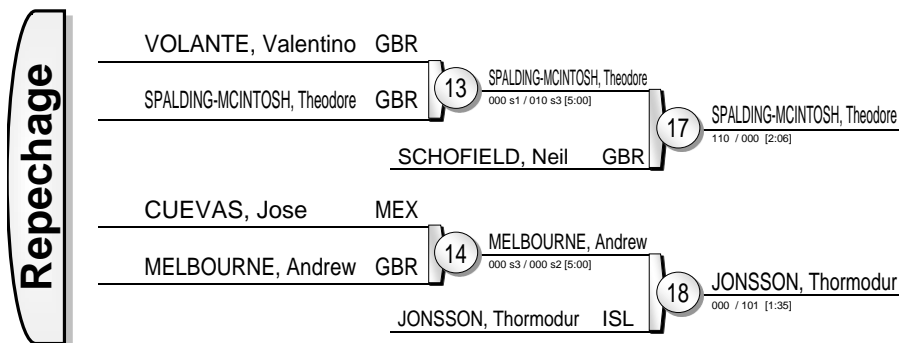 Repechage
VOLANTE, Valentino GBR
SPALDING-MCINTOSH, Theodore GBR
13
SPALDING-MCINTOSH, Theodore
000 s1 / 010 s3 [5:00]
SCHOFIELD, Neil GBR
17
SPALDING-MCINTOSH, Theodore
110 / 000 [2:06]
CUEVAS, Jose MEX
MELBOURNE, Andrew GBR
14
MELBOURNE, Andrew
000 s3 / 000 s2 [5:00]
JONSSON, Thormodur ISL
18
JONSSON, Thormodur
000 / 101 [1:35]